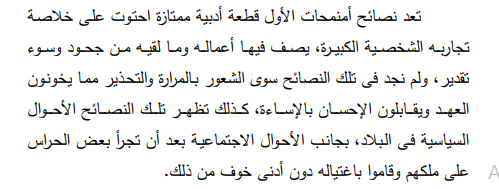 تعد نصائح أمنمحات الأول قطعة أدبية ممتازة احتوت على خلاصة
تجاربه الشخصية الكبيرة، يصف فيها أعماله وما لقيه من جحود وسوء
تقدير، ولم نجد فى تلك النصائح سوى الشعور بالمرارة والتحذير مما يخونون
العهد ويقابلون الإحسان بالإساءة، كذلك تظهر تلك النصائح الأحوال
السياسية فى البلاد، بجانب الأحوال الاجتماعية بعد أن تجرأ بعض الحراس
على ملكهم وقاموا باغتياله دون أدنى خوف من ذلك.
A